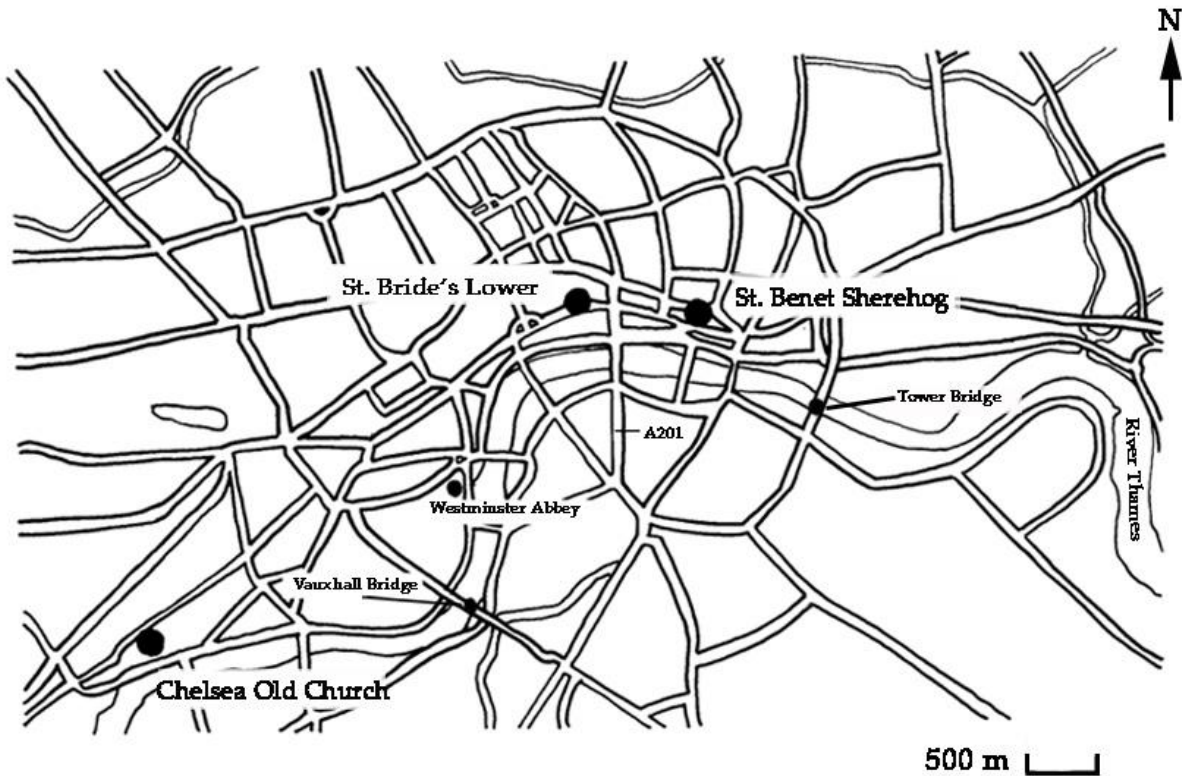 N
St. Bride's Lower
St. Benet Sherehog
Tower Bridge
A201
River Thames
Westminster Abbey
Vauxhall Bridge
Chelsea Old Church
500 m